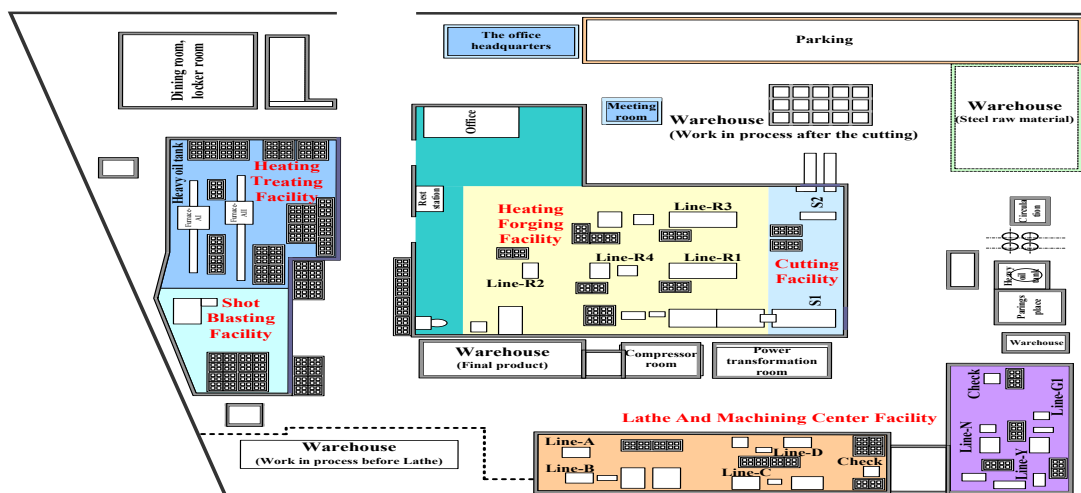 The office
headquarters
Parking
Dining room,
locker room
Warehouse
(Steel raw material)
Meeting
room
Warehouse
(Work in process after the cutting)
Office
Heavy oil tank
Heating
Treating
Facility
Furnace-
AI
Furnace-
AII
Rest
station
Heating
Forging
Facility
Line-R3
S2
Line-R4
Line-R1
Line-R2
Cutting
Facility
S1
Circula
tion
Heavy
oil
tank
Parings
place
Warehouse
Shot
Blasting
Facility
Warehouse
(Final product)
Compressor
room
Power
transformation
room
Lathe And Machining Center Facility
Warehouse
(Work in process before Lathe)
Line-A
Line-B
Line-D
Line-C
Check
Check
Line-G1
Line-N
Line-Y